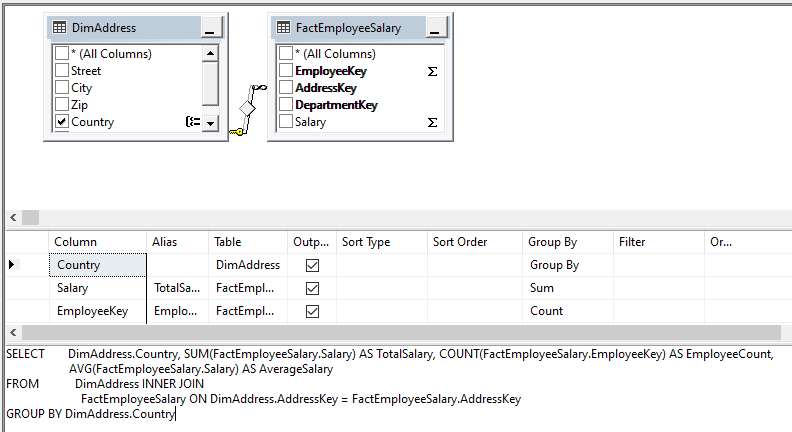 DimAddress
* (All Columns)
Street
City
Zip
Country
FactEmployeeSalary
* (All Columns)
EmployeeKey Σ
AddressKey
DepartmentKey
Salary Σ
Column Alias Table Outp... Sort Type Sort Order Group By Filter Or...
Country DimAddress Group By
Salary TotalSa... FactEmpl... Sum
EmployeeKey Emplo... FactEmpl... Count
SELECT DimAddress.Country, SUM(FactEmployeeSalary.Salary) AS TotalSalary, COUNT(FactEmployeeSalary.EmployeeKey) AS EmployeeCount,
AVG(FactEmployeeSalary.Salary) AS AverageSalary
FROM DimAddress INNER JOIN
FactEmployeeSalary ON DimAddress.AddressKey = FactEmployeeSalary.AddressKey
GROUP BY DimAddress.Country